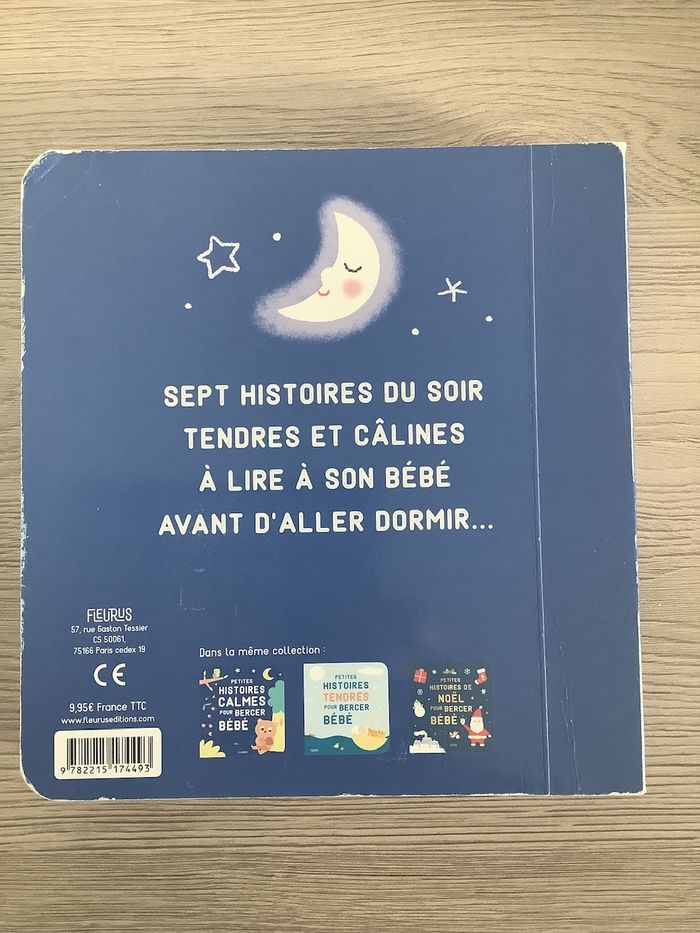 SEPT HISTOIRES DU SOIR
TENDRES ET CÂLINES
À LIRE À SON BÉBÉ
AVANT D'ALLER DORMIR...
FLEURUS
57, rue Gaston Tessier
CS 50061,
75166 Paris cedex 19
CE
9,95€ France TTC
www.fleuruseditions.com
9 782215 174493
Dans la même collection :
PETITES
HISTOIRES
CALMES
POUR BERCER
BÉBÉ
PETITES
HISTOIRES
TENDRES
POUR BERCER
BÉBÉ
PETITES
HISTOIRES DE
NOËL
POUR BERCER
BÉBÉ